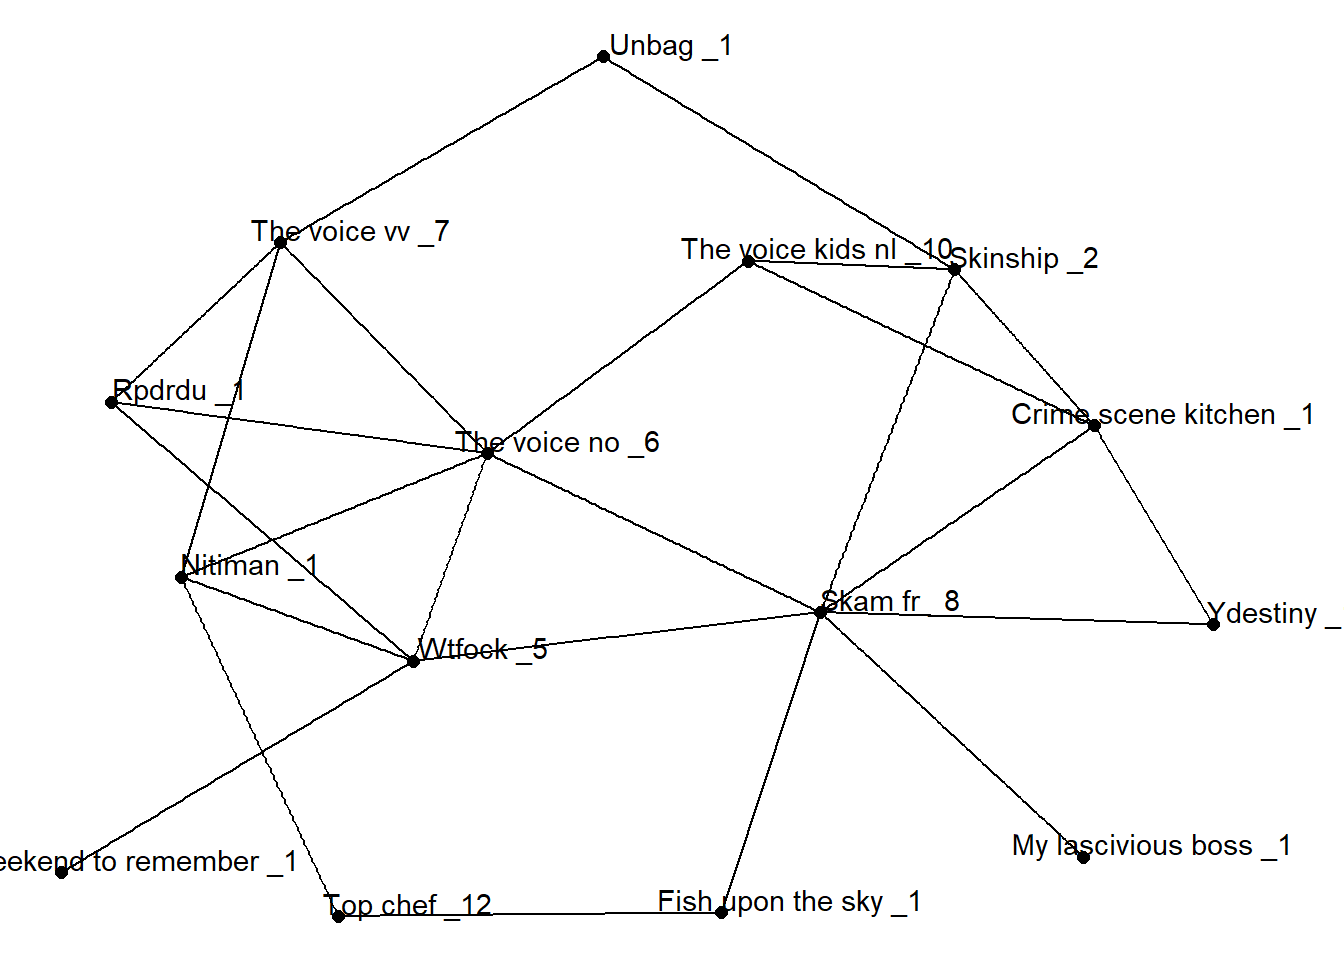 Unbag _1
The voice vv _7
The voice kids nl _10
Skinship _2
Rpdrdu _1
Crime scene kitchen _1
The voice no _6
Nitiman _1
Skam fr _8
Ydestiny _
Wtfock _5
My lascivious boss _1
eekend to remember _1
Fish upon the sky _1
Top chef _12